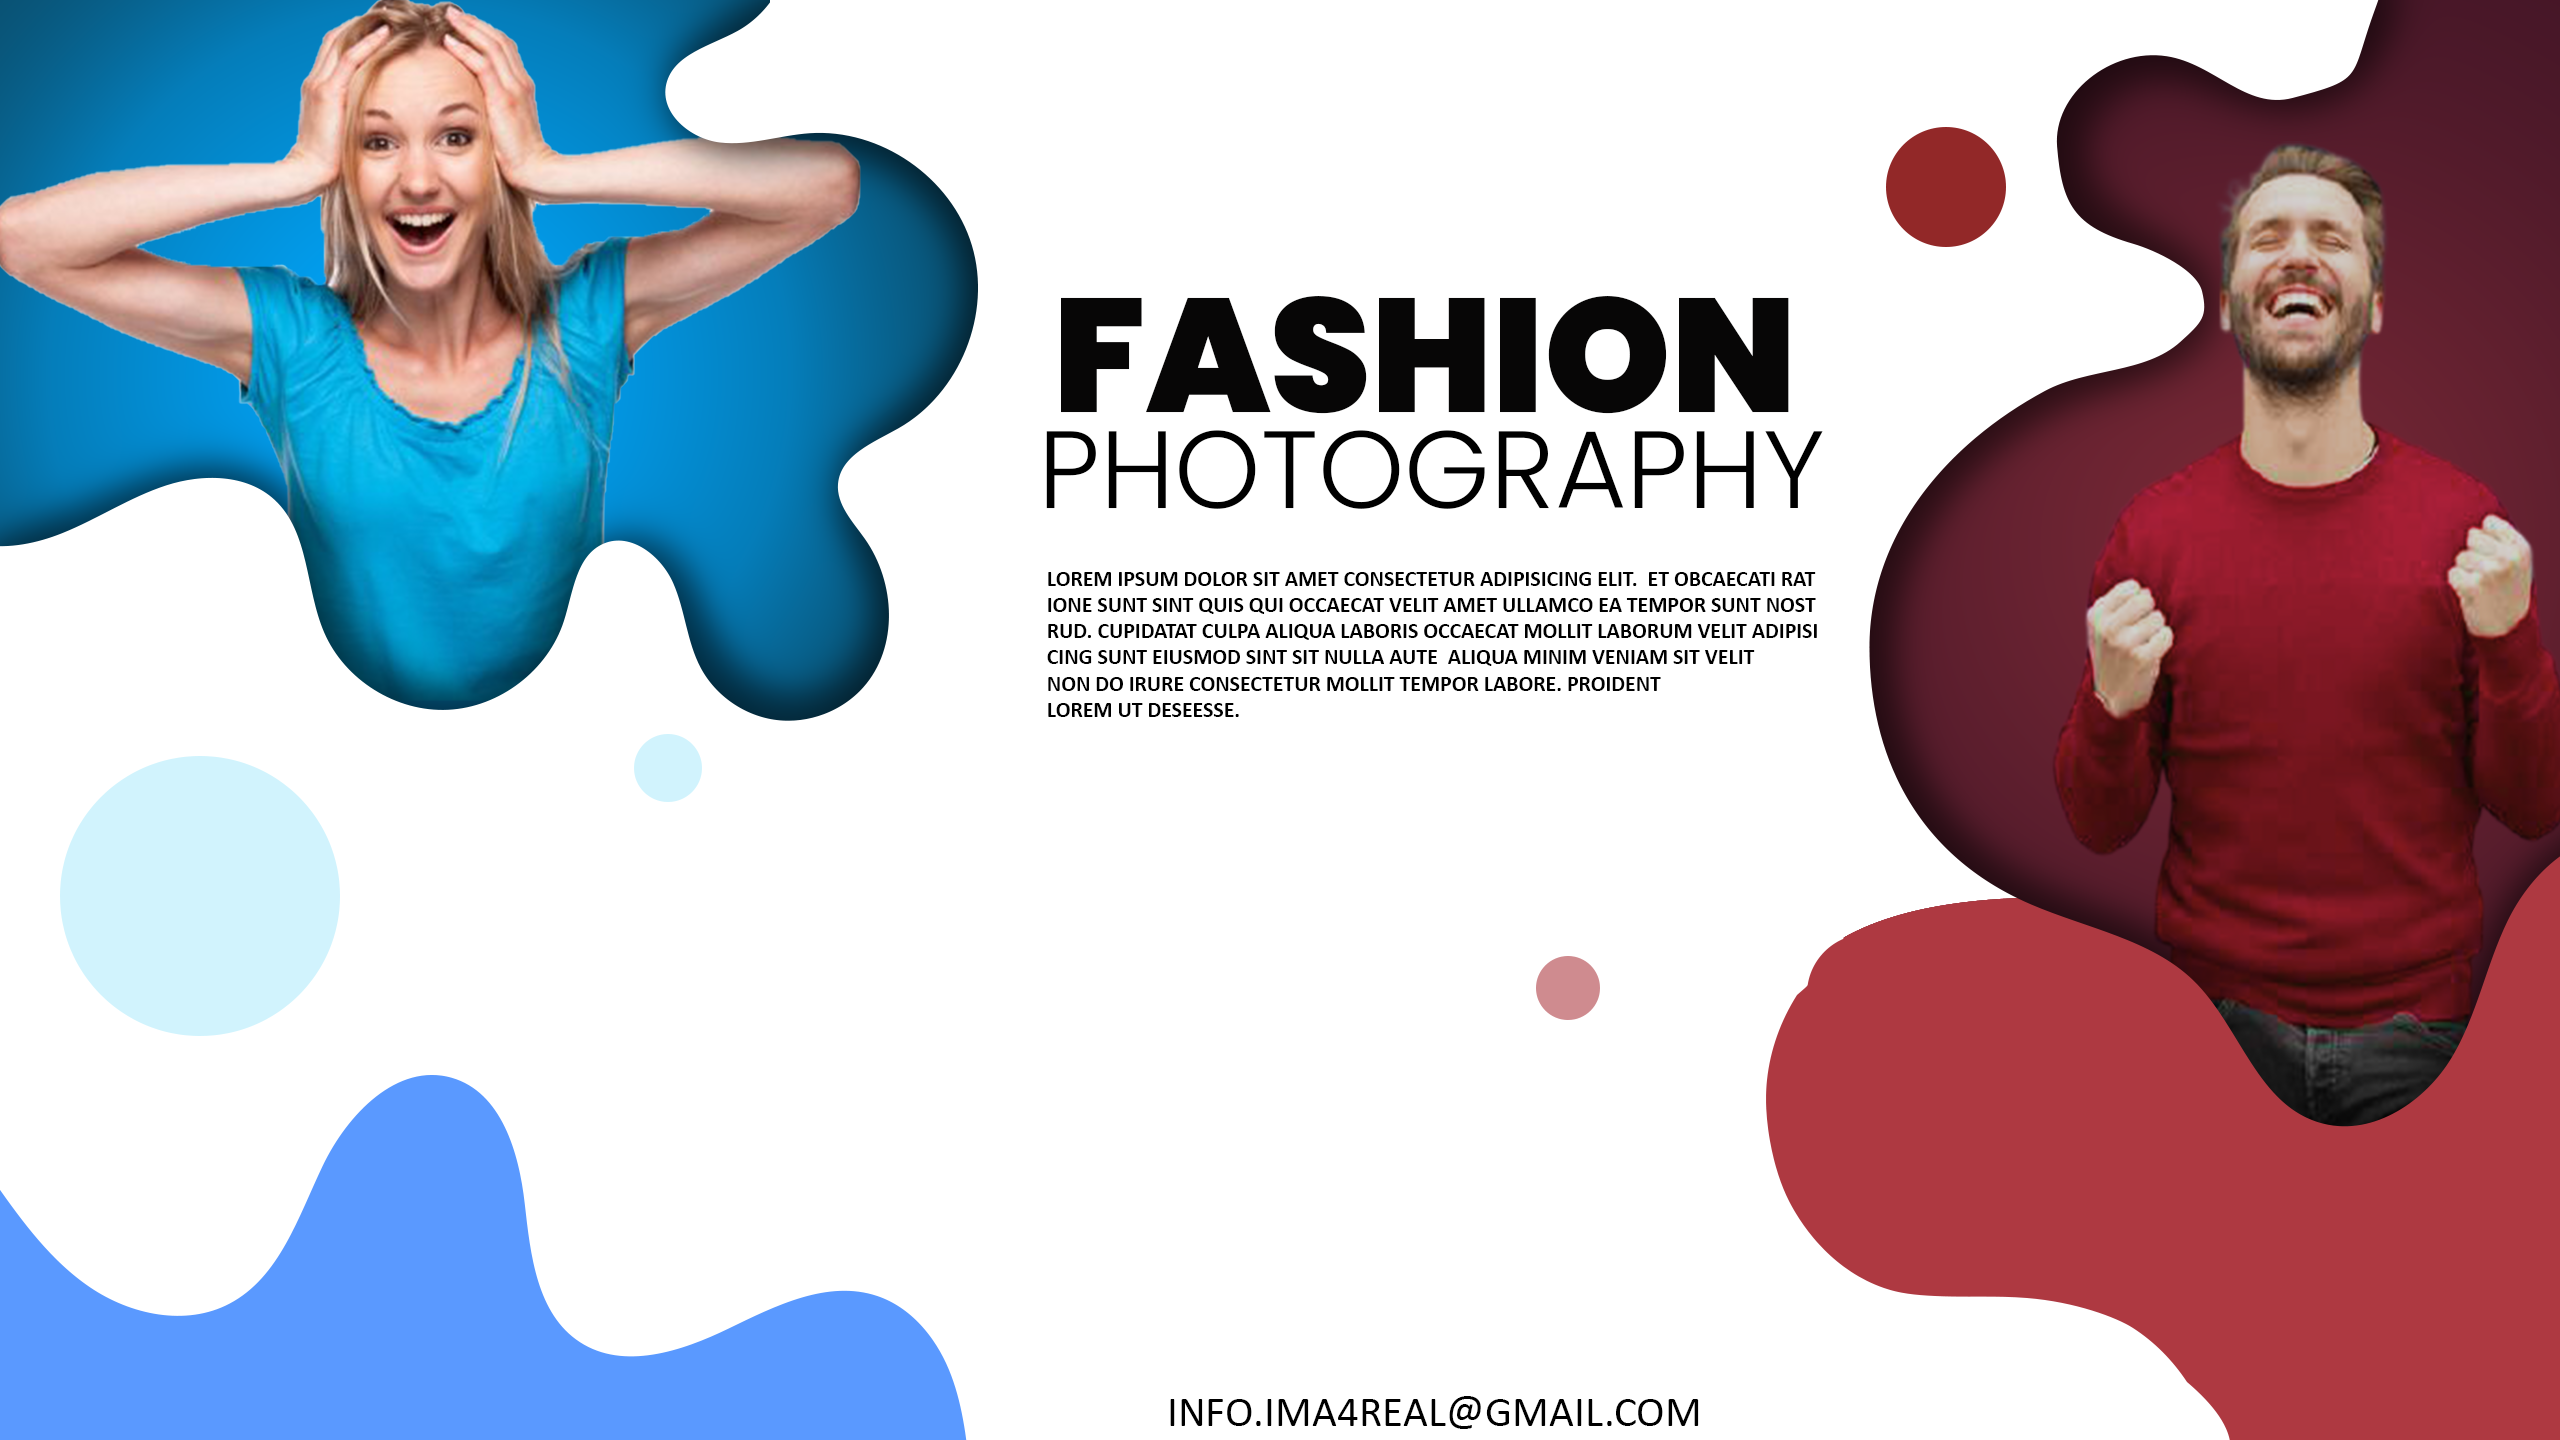 FASHION
PHOTOGRAPHY
LOREM IPSUM DOLOR SIT AMET CONSECTETUR ADIPISICING ELIT.  ET OBCAECATI RAT
IONE SUNT SINT QUIS QUI OCCAECAT VELIT AMET ULLAMCO EA TEMPOR SUNT NOST
RUD. CUPIDATAT CULPA ALIQUA LABORIS OCCAECAT MOLLIT LABORUM VELIT ADIPISI
CING SUNT EIUSMOD SINT SIT NULLA AUTE  ALIQUA MINIM VENIAM SIT VELIT
NON DO IRURE CONSECTETUR MOLLIT TEMPOR LABORE. PROIDENT
LOREM UT DESEESSE.
INFO.IMA4REAL@GMAIL.COM